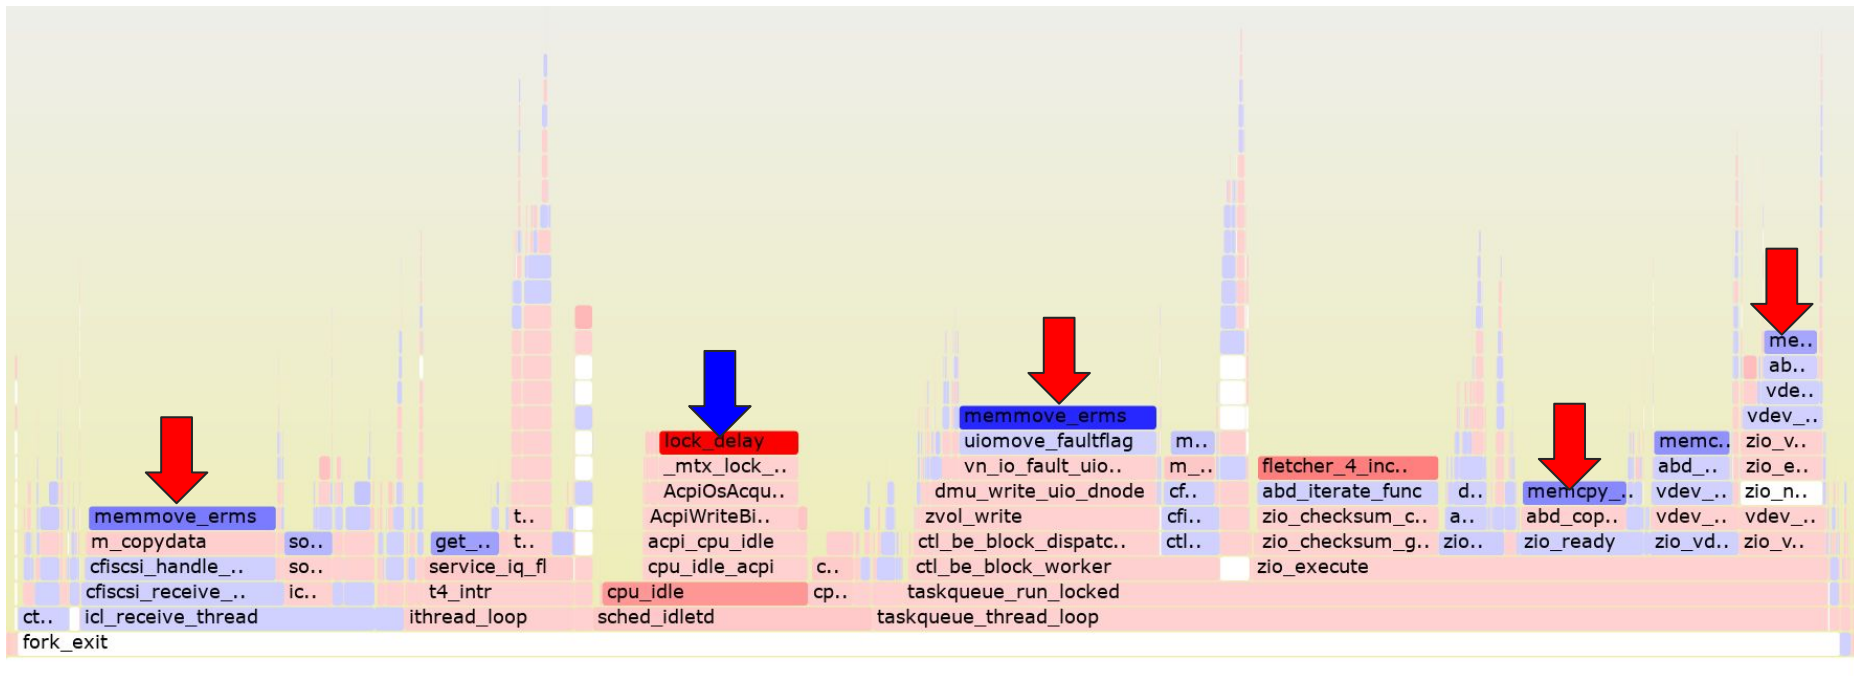 me..
ab..
vde..
memmove_erms vdev_..
lock_delay uiomove_faultflag m.. memc.. zio_v..
_mtx_lock_.. vn_io_fault_uio.. m_.. fletcher_4_inc.. abd_.. zio_e..
AcpiOsAcqu.. dmu_write_uio_dnode cf.. abd_iterate_func d.. memcpy_.. vdev_.. zio_n..
memmove_erms t.. AcpiWriteBi.. zvol_write cfi.. zio_checksum_c.. a.. abd_cop.. vdev_.. vdev_..
m_copydata so.. get_.. t.. acpi_cpu_idle ctl_be_block_dispatc.. ctl.. zio_checksum_g.. zio.. zio_ready zio_vd.. zio_v..
cfiscsi_handle_.. so.. service_iq_fl cpu_idle_acpi c.. ctl_be_block_worker zio_execute
cfiscsi_receive_.. ic.. t4_intr cpu_idle cp.. taskqueue_run_locked
ct.. icl_receive_thread ithread_loop sched_idletd taskqueue_thread_loop
fork_exit